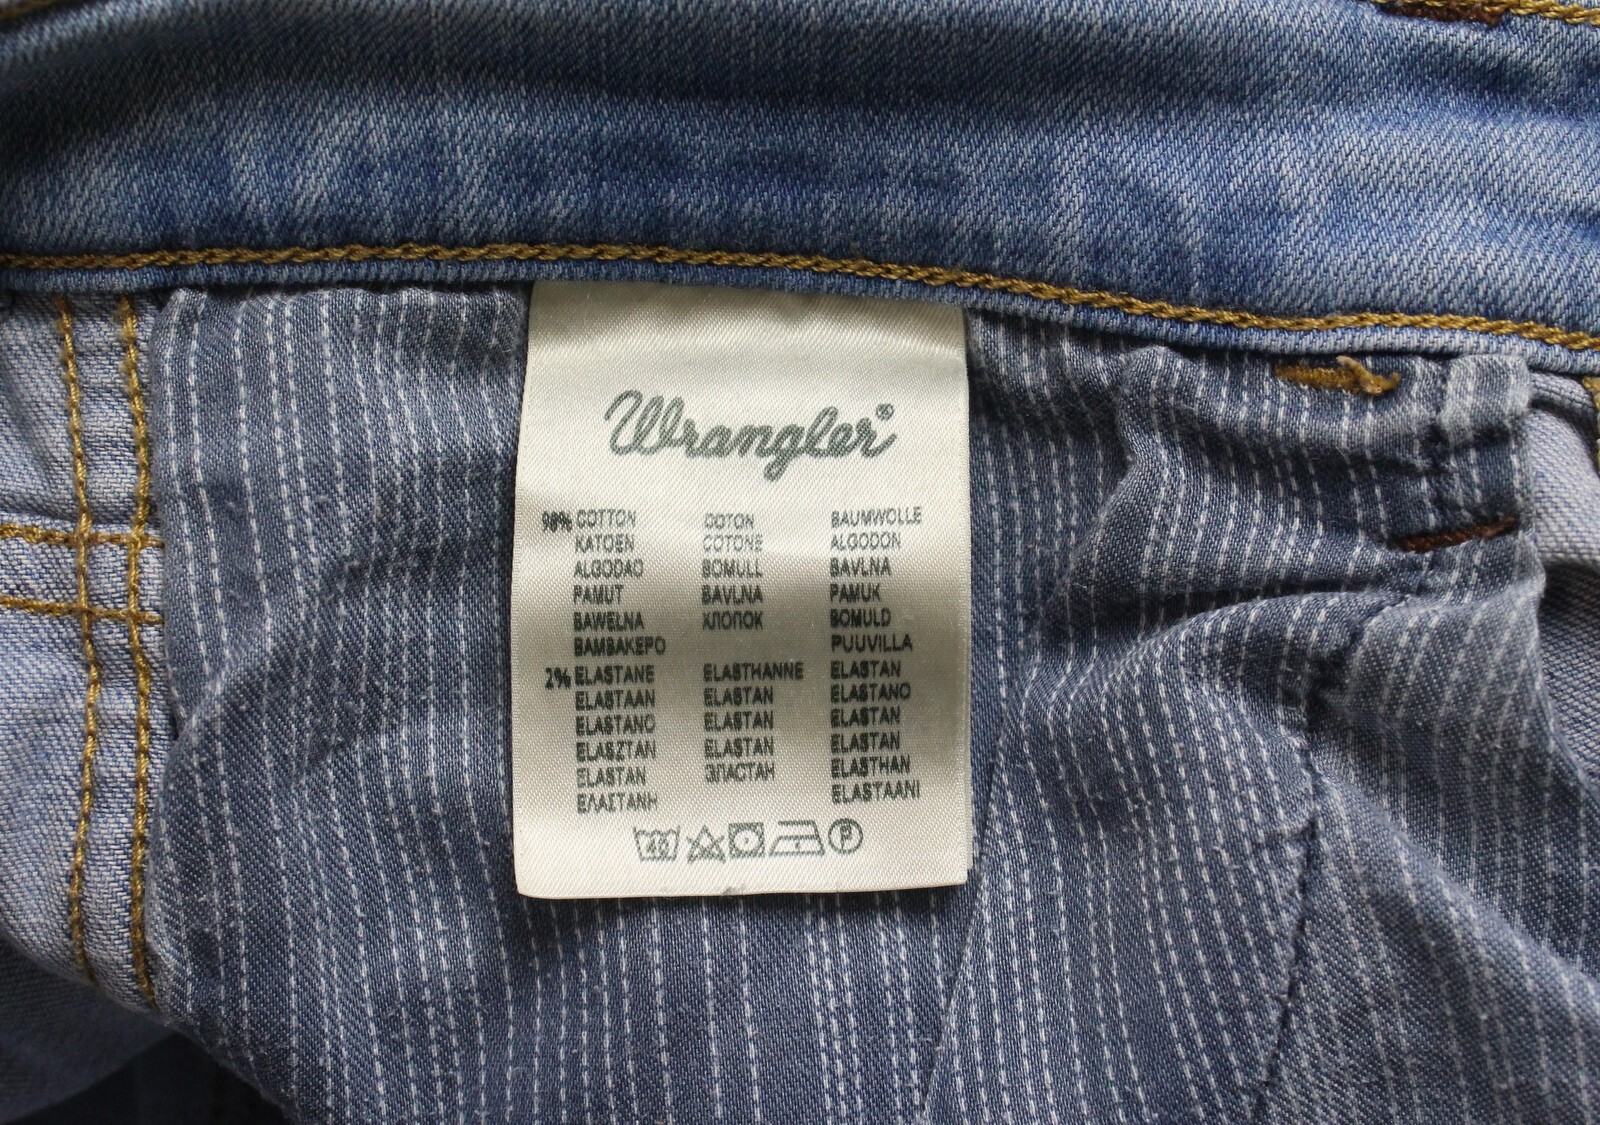 Wrangler®
98% COTTON COTON BAUMWOLLE
KATOEN COTONE ALGODON
ALGODAO BOMULL BAVLNA
PAMUT BAVLNA PAMUK
BAWEŁNA ХЛОПОК BOMULD
BAMBAKEPO PUUVILLA
2% ELASTANE ELASTHANNE ELASTAN
ELASTAAN ELASTAN ELASTANO
ELASTANO ELASTAN ELASTAN
ELASZTAN ELASTAN ELASTAN
ELASTAN ЭЛАСТАН ELASTHAN
ΕΛΑΣΤΑΝΗ ELASTAANI
40 P